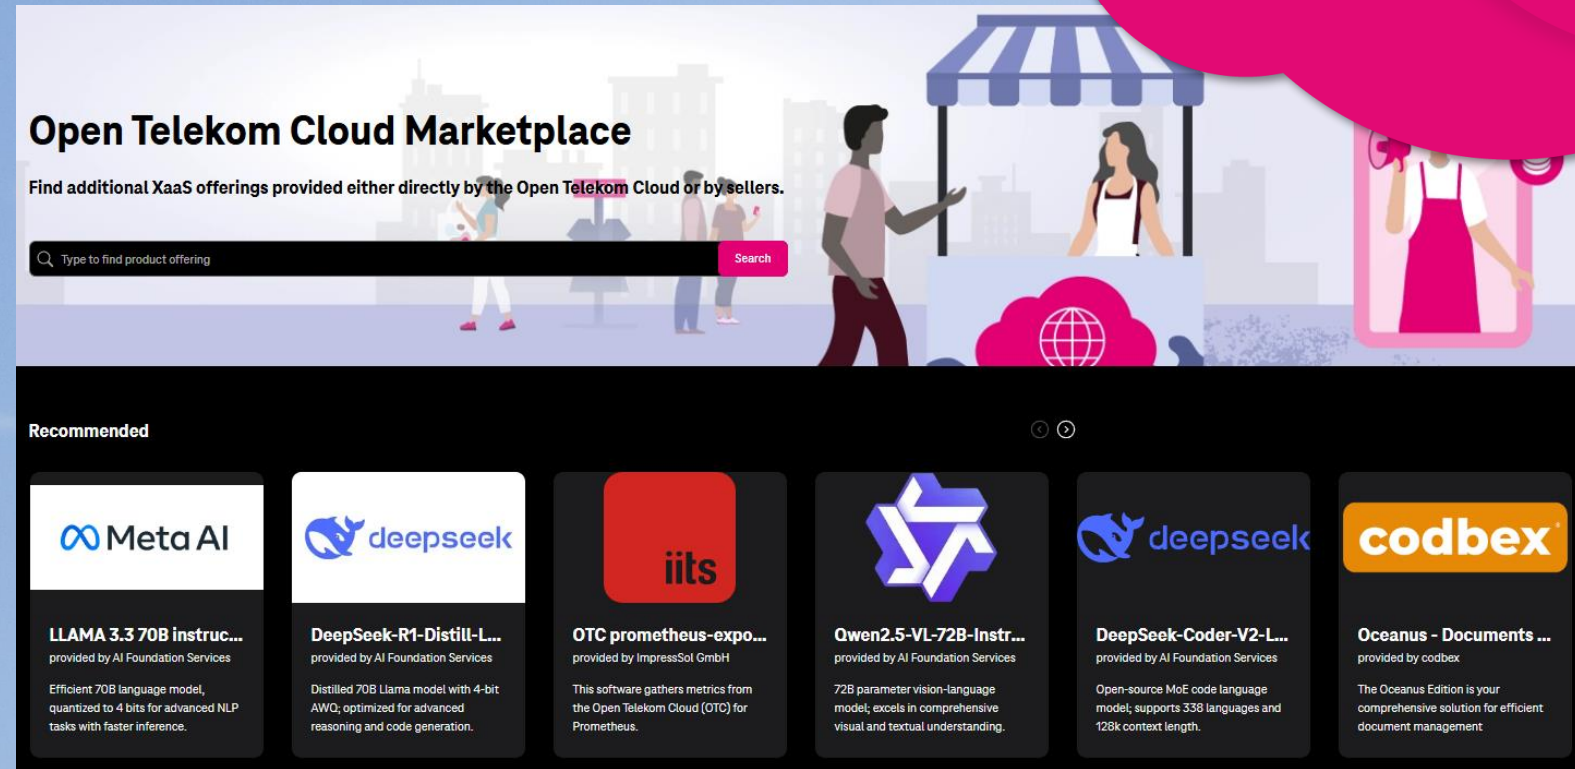 Open Telekom Cloud Marketplace
Find additional XaaS offerings provided either directly by the Open Telekom Cloud or by sellers.
Type to find product offering
Search
Recommended
Meta AI
LLAMA 3.3 70B instruc...
provided by AI Foundation Services
Efficient 70B language model,
quantized to 4 bits for advanced NLP
tasks with faster inference.
deepseek
DeepSeek-R1-Distill-L...
provided by AI Foundation Services
Distilled 70B Llama model with 4-bit
AWQ; optimized for advanced
reasoning and code generation.
iits
OTC prometheus-expo...
provided by ImpressSol GmbH
This software gathers metrics from
the Open Telekom Cloud (OTC) for
Prometheus.
Qwen2.5-VL-72B-Instr...
provided by AI Foundation Services
72B parameter vision-language
model; excels in comprehensive
visual and textual understanding.
deepseek
DeepSeek-Coder-V2-L...
provided by AI Foundation Services
Open-source MoE code language
model; supports 338 languages and
128k context length.
codbex
Oceanus - Documents ...
provided by codbex
The Oceanus Edition is your
comprehensive solution for efficient
document management